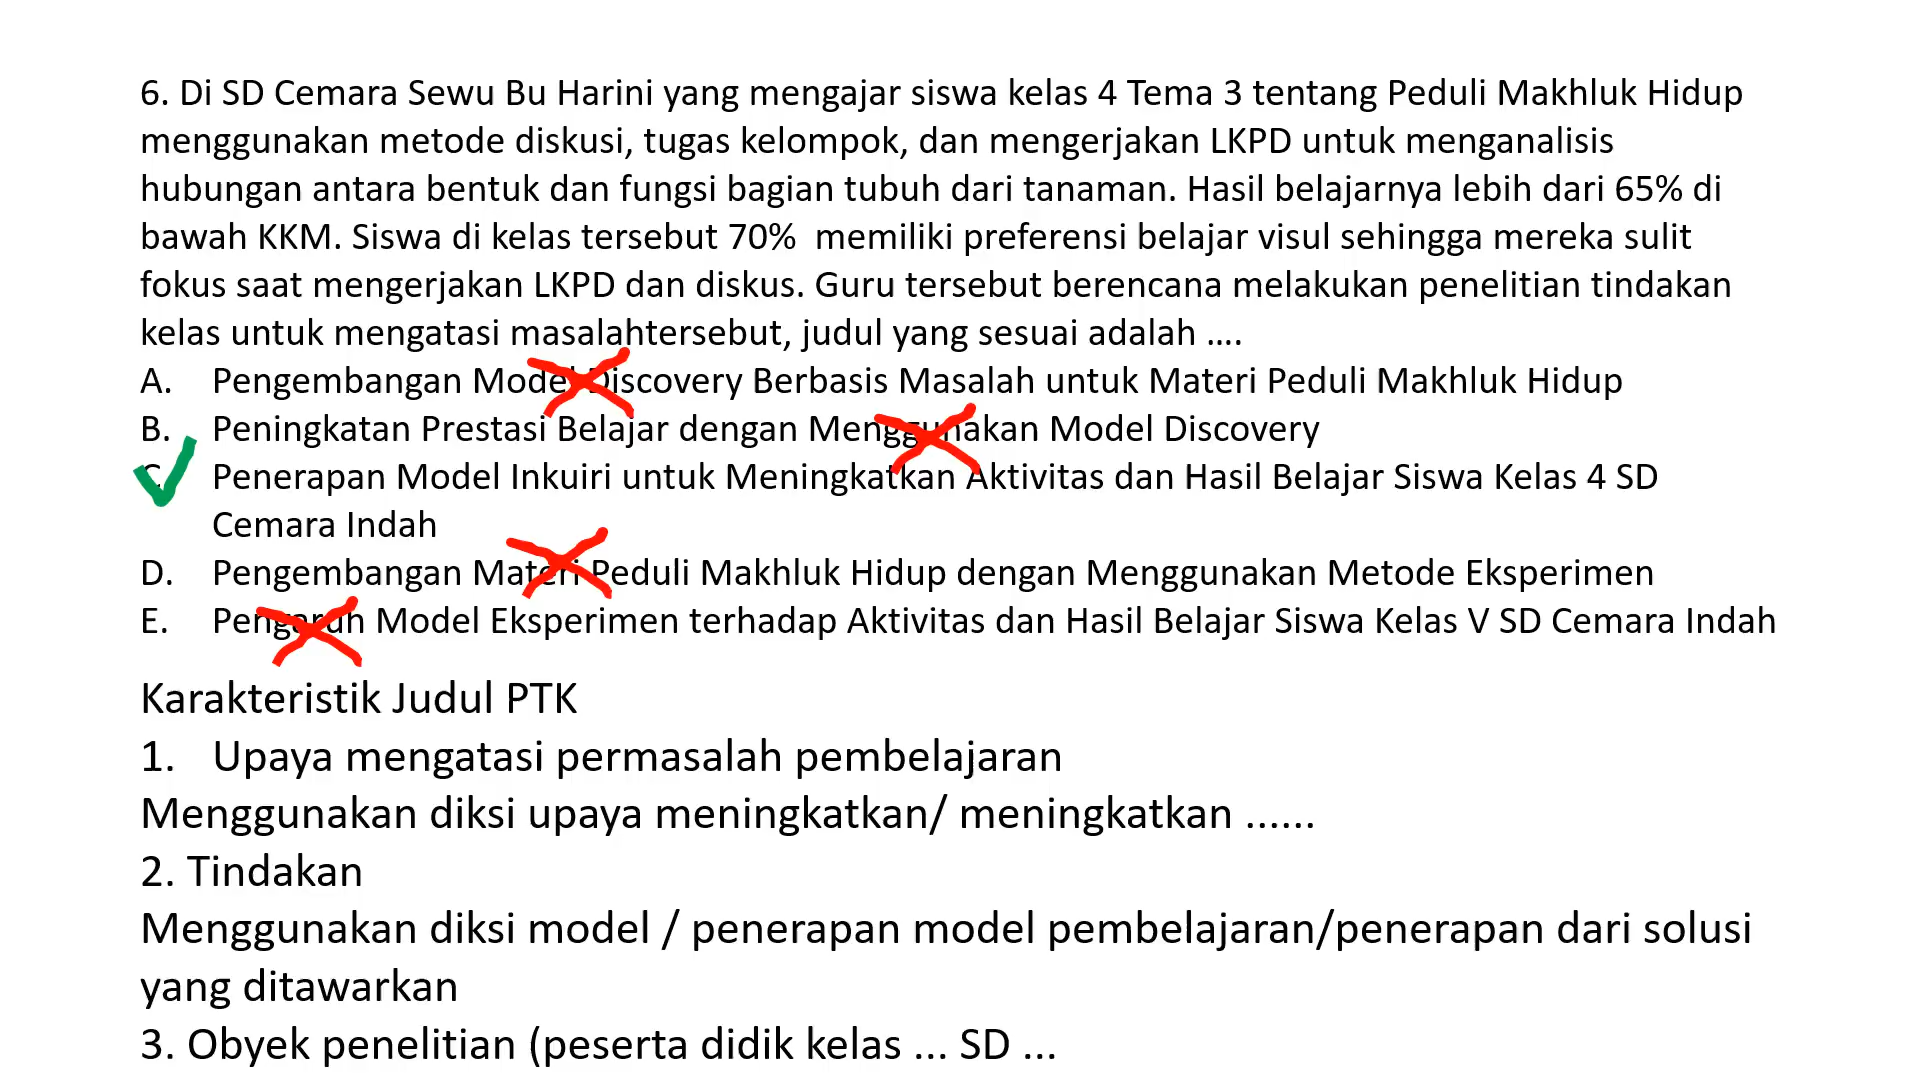 6. Di SD Cemara Sewu Bu Harini yang mengajar siswa kelas 4 Tema 3 tentang Peduli Makhluk Hidup
menggunakan metode diskusi, tugas kelompok, dan mengerjakan LKPD untuk menganalisis
hubungan antara bentuk dan fungsi bagian tubuh dari tanaman. Hasil belajarnya lebih dari 65% di
bawah KKM. Siswa di kelas tersebut 70%  memiliki preferensi belajar visul sehingga mereka sulit
fokus saat mengerjakan LKPD dan diskus. Guru tersebut berencana melakukan penelitian tindakan
kelas untuk mengatasi masalahtersebut, judul yang sesuai adalah ....
A. Pengembangan Model Discovery Berbasis Masalah untuk Materi Peduli Makhluk Hidup
B. Peningkatan Prestasi Belajar dengan Menggunakan Model Discovery
C. Penerapan Model Inkuiri untuk Meningkatkan Aktivitas dan Hasil Belajar Siswa Kelas 4 SD
Cemara Indah
D. Pengembangan Materi Peduli Makhluk Hidup dengan Menggunakan Metode Eksperimen
E. Pengaruh Model Eksperimen terhadap Aktivitas dan Hasil Belajar Siswa Kelas V SD Cemara Indah
Karakteristik Judul PTK
1. Upaya mengatasi permasalah pembelajaran
Menggunakan diksi upaya meningkatkan/ meningkatkan ......
2. Tindakan
Menggunakan diksi model / penerapan model pembelajaran/penerapan dari solusi
yang ditawarkan
3. Obyek penelitian (peserta didik kelas ... SD ...